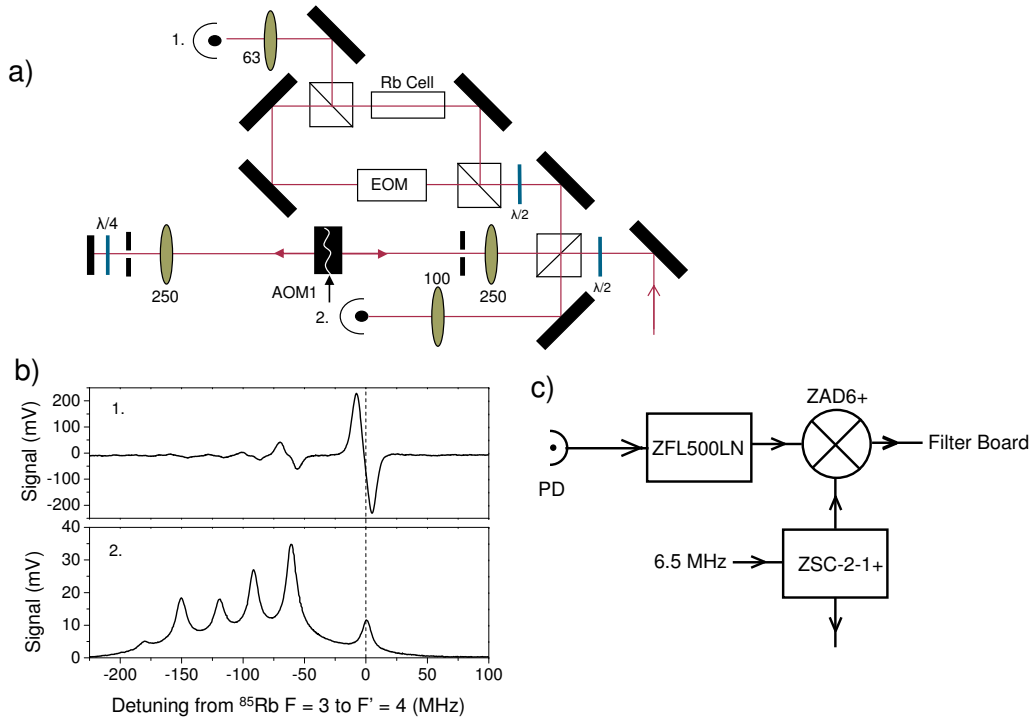 a)
1.
63
Rb Cell
EOM
λ/2
λ/4
250
AOM1
100
250
λ/2
2.
b)
1.
Signal (mV)
200
100
0
-100
-200
2.
Signal (mV)
40
30
20
10
0
-200 -150 -100 -50 0 50 100
Detuning from ⁸⁵Rb F = 3 to F' = 4 (MHz)
c)
ZAD6+
ZFL500LN
Filter Board
PD
6.5 MHz
ZSC-2-1+